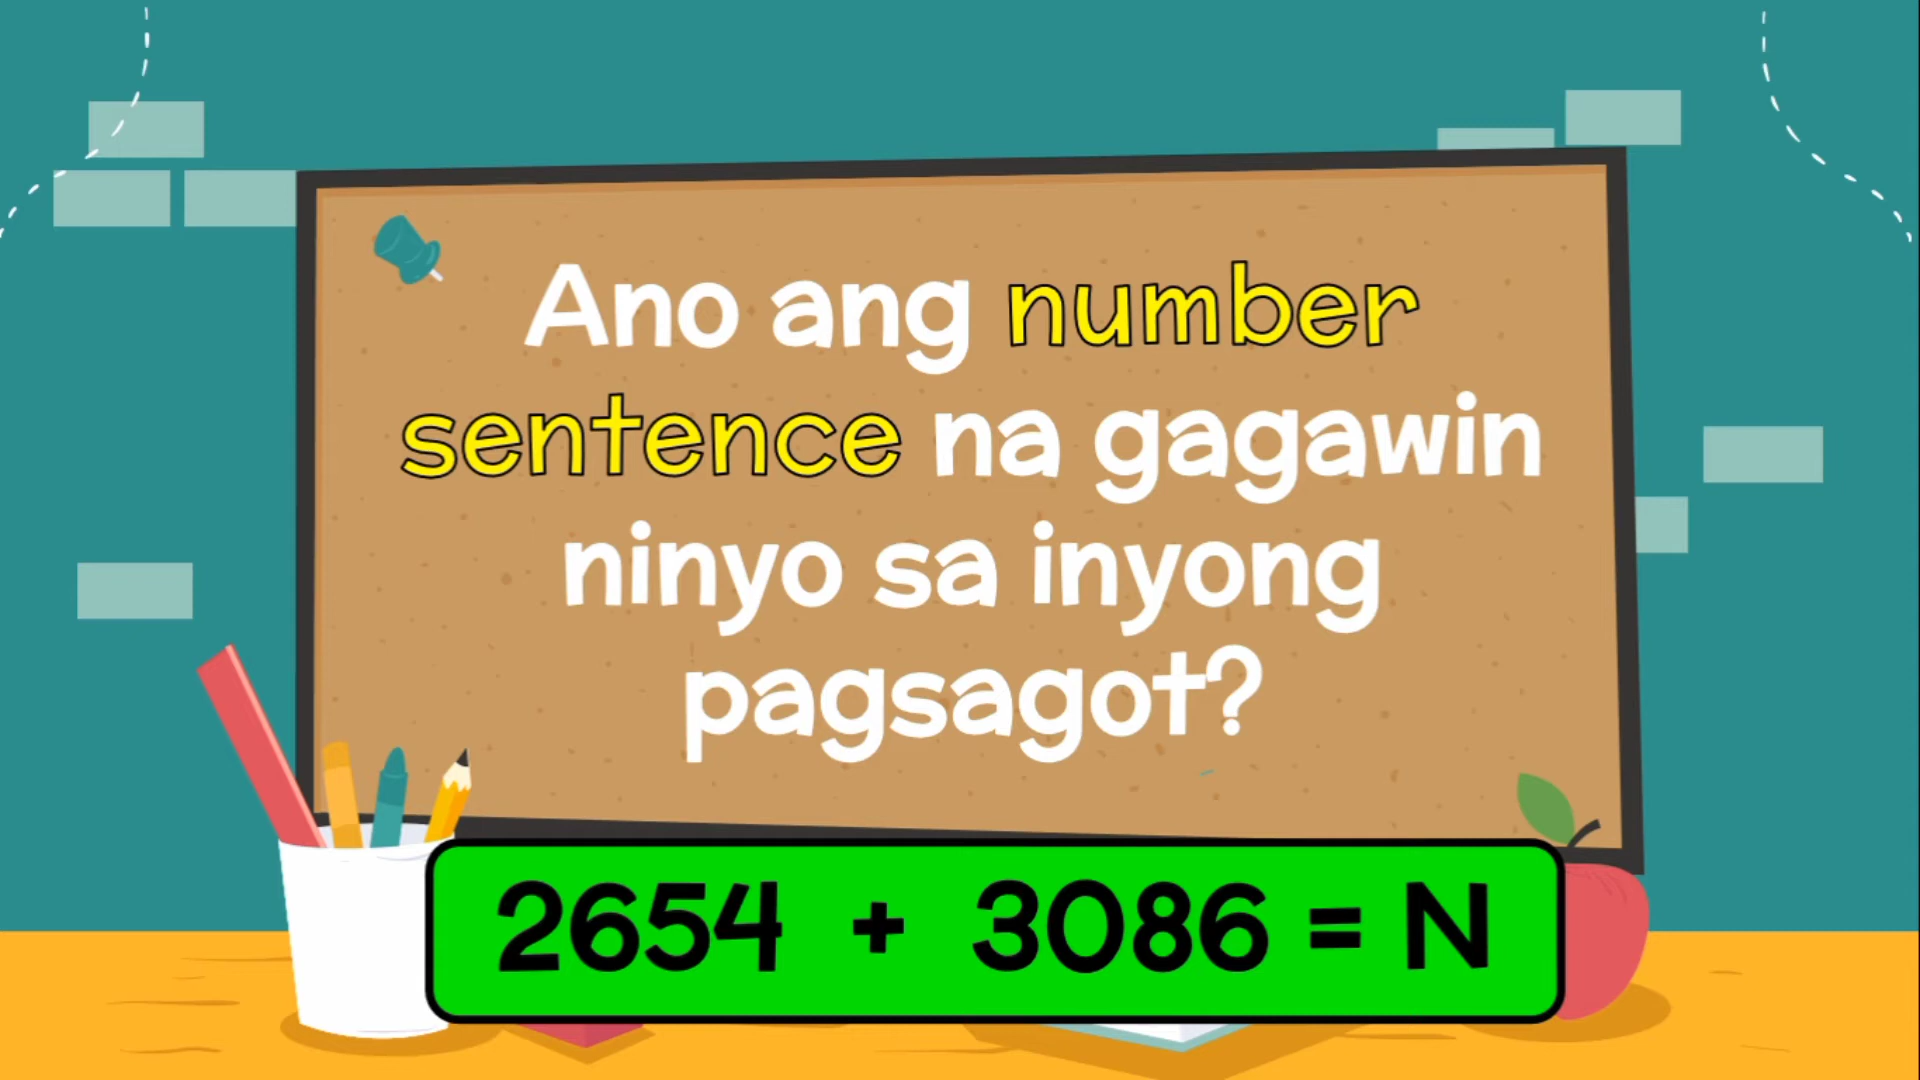 Ano ang number
sentence na gagawin
ninyo sa inyong
pagsagot?
2654 + 3086 = N